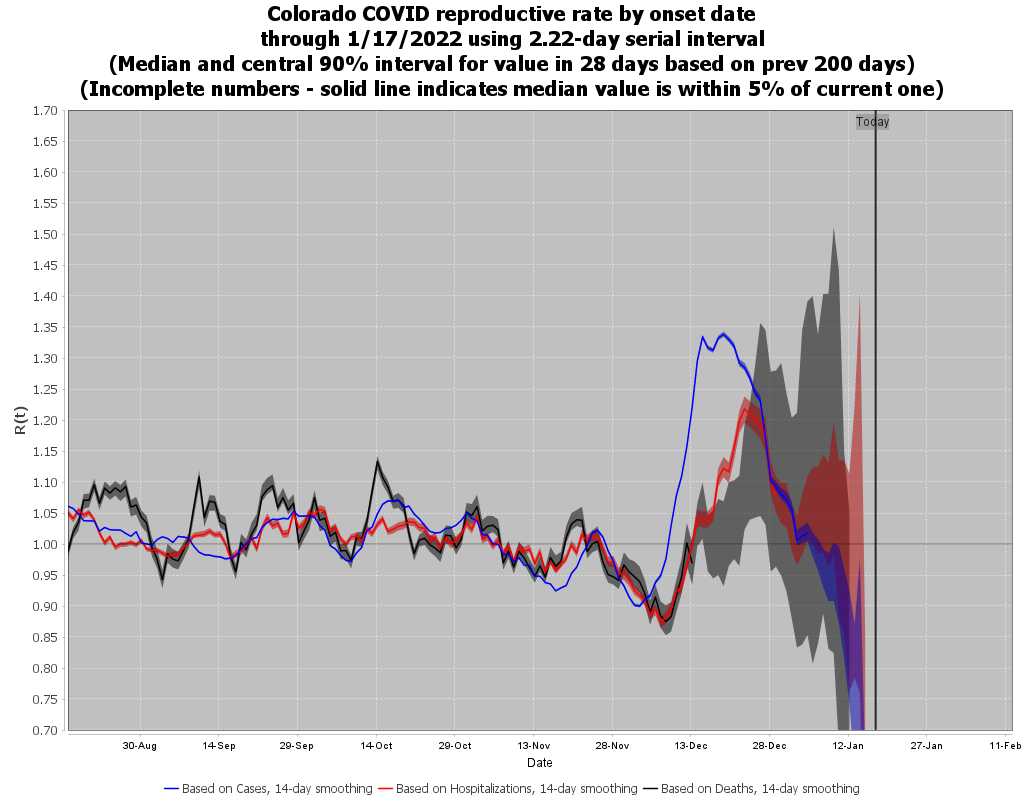 Colorado COVID reproductive rate by onset date
through 1/17/2022 using 2.22-day serial interval
(Median and central 90% interval for value in 28 days based on prev 200 days)
(Incomplete numbers - solid line indicates median value is within 5% of current one)
Today
1.70
1.65
1.60
1.55
1.50
1.45
1.40
1.35
1.30
1.25
1.20
1.15
1.10
1.05
1.00
0.95
0.90
0.85
0.80
0.75
0.70
R(t)
30-Aug 14-Sep 29-Sep 14-Oct 29-Oct 13-Nov 28-Nov 13-Dec 28-Dec 12-Jan 27-Jan 11-Feb
Date
Based on Cases, 14-day smoothing Based on Hospitalizations, 14-day smoothing Based on Deaths, 14-day smoothing